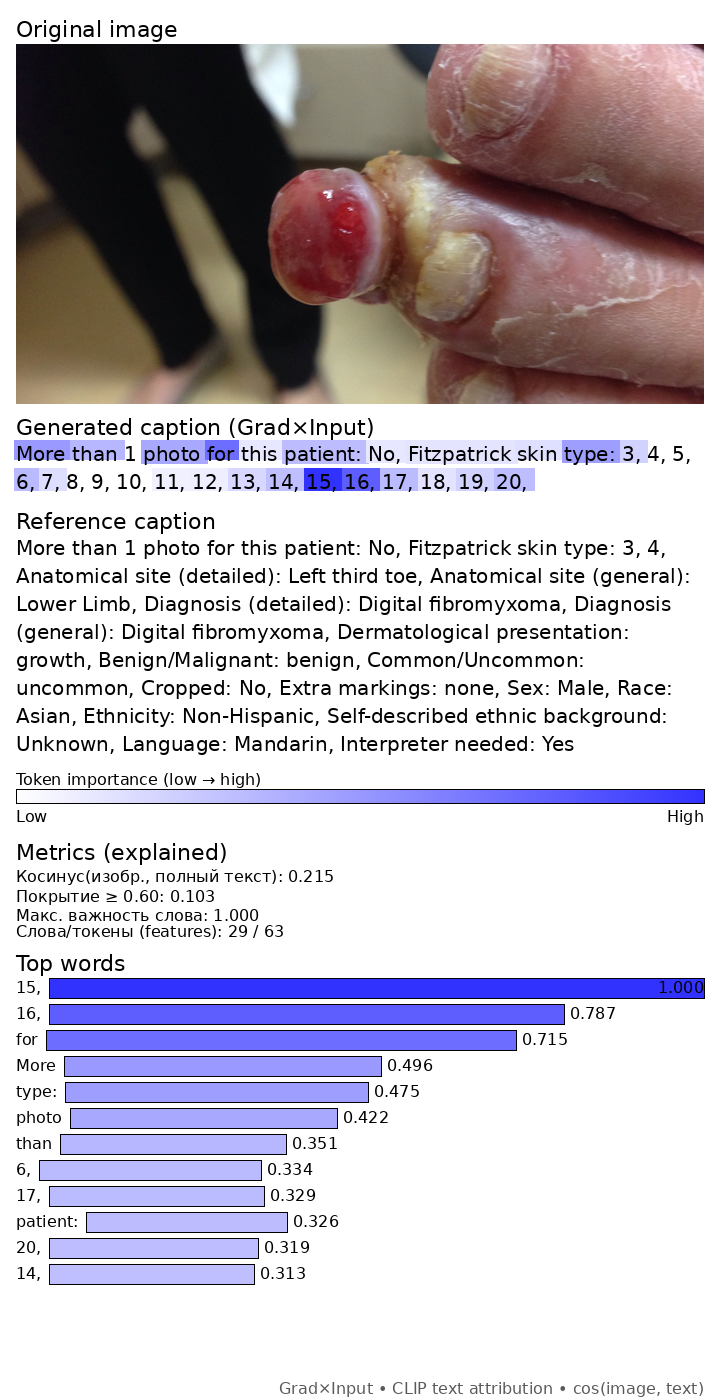 Original image
Generated caption (Grad×Input)
More than 1 photo for this patient: No, Fitzpatrick skin type: 3, 4, 5,
6, 7, 8, 9, 10, 11, 12, 13, 14, 15, 16, 17, 18, 19, 20,
Reference caption
More than 1 photo for this patient: No, Fitzpatrick skin type: 3, 4,
Anatomical site (detailed): Left third toe, Anatomical site (general):
Lower Limb, Diagnosis (detailed): Digital fibromyxoma, Diagnosis
(general): Digital fibromyxoma, Dermatological presentation:
growth, Benign/Malignant: benign, Common/Uncommon:
uncommon, Cropped: No, Extra markings: none, Sex: Male, Race:
Asian, Ethnicity: Non-Hispanic, Self-described ethnic background:
Unknown, Language: Mandarin, Interpreter needed: Yes
Token importance (low → high)
Low High
Metrics (explained)
Косинус(изобр., полный текст): 0.215
Покрытие ≥ 0.60: 0.103
Макс. важность слова: 1.000
Слова/токены (features): 29 / 63
Top words
15, 1.000
16, 0.787
for 0.715
More 0.496
type: 0.475
photo 0.422
than 0.351
6, 0.334
17, 0.329
patient: 0.326
20, 0.319
14, 0.313
Grad×Input • CLIP text attribution • cos(image, text)